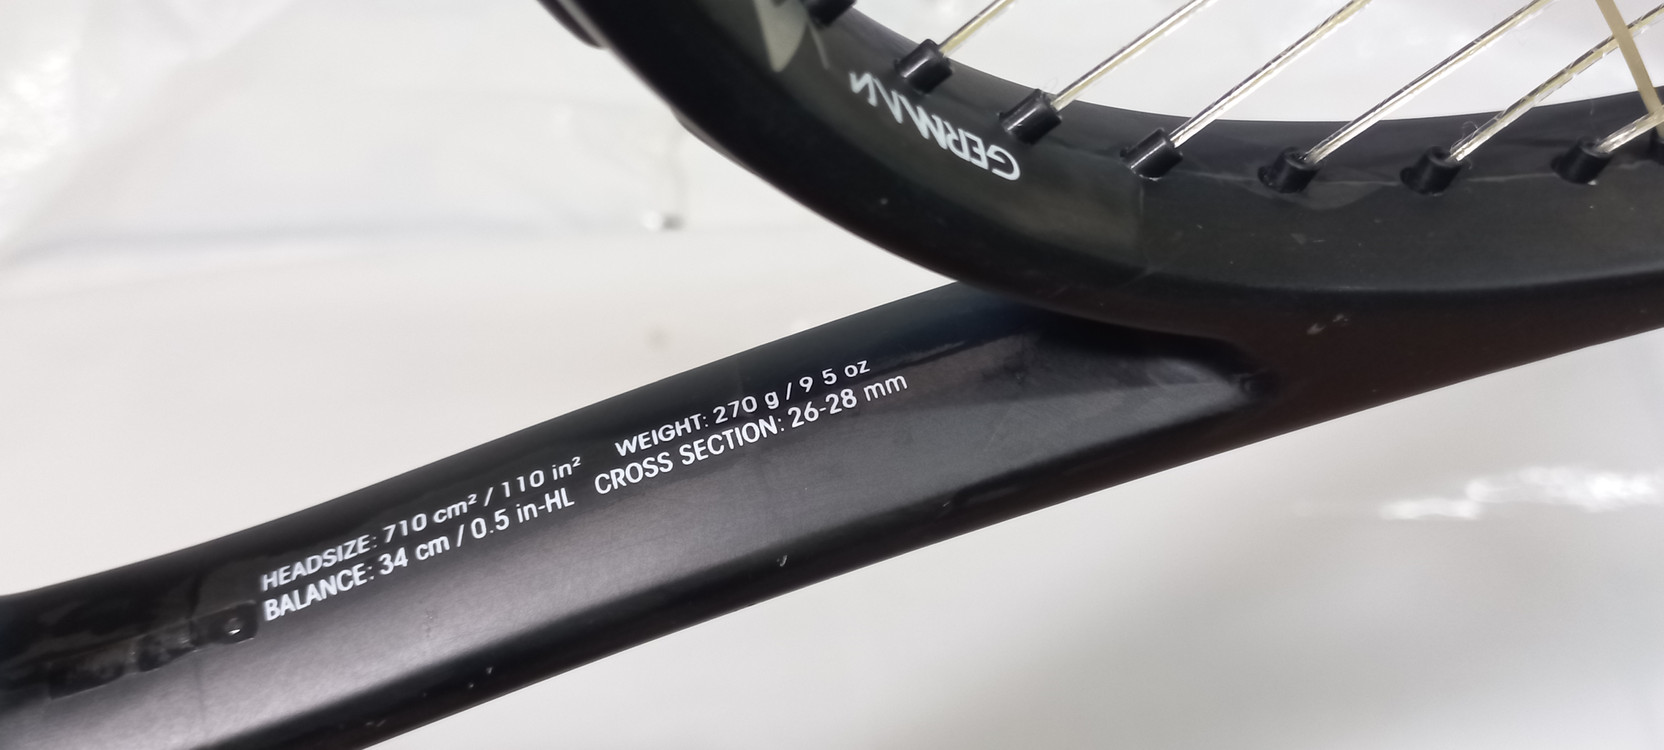 GERMAN
HEADSIZE: 710 cm² / 110 in² WEIGHT: 270 g / 9 5 oz
BALANCE: 34 cm / 0.5 in-HL CROSS SECTION: 26-28 mm